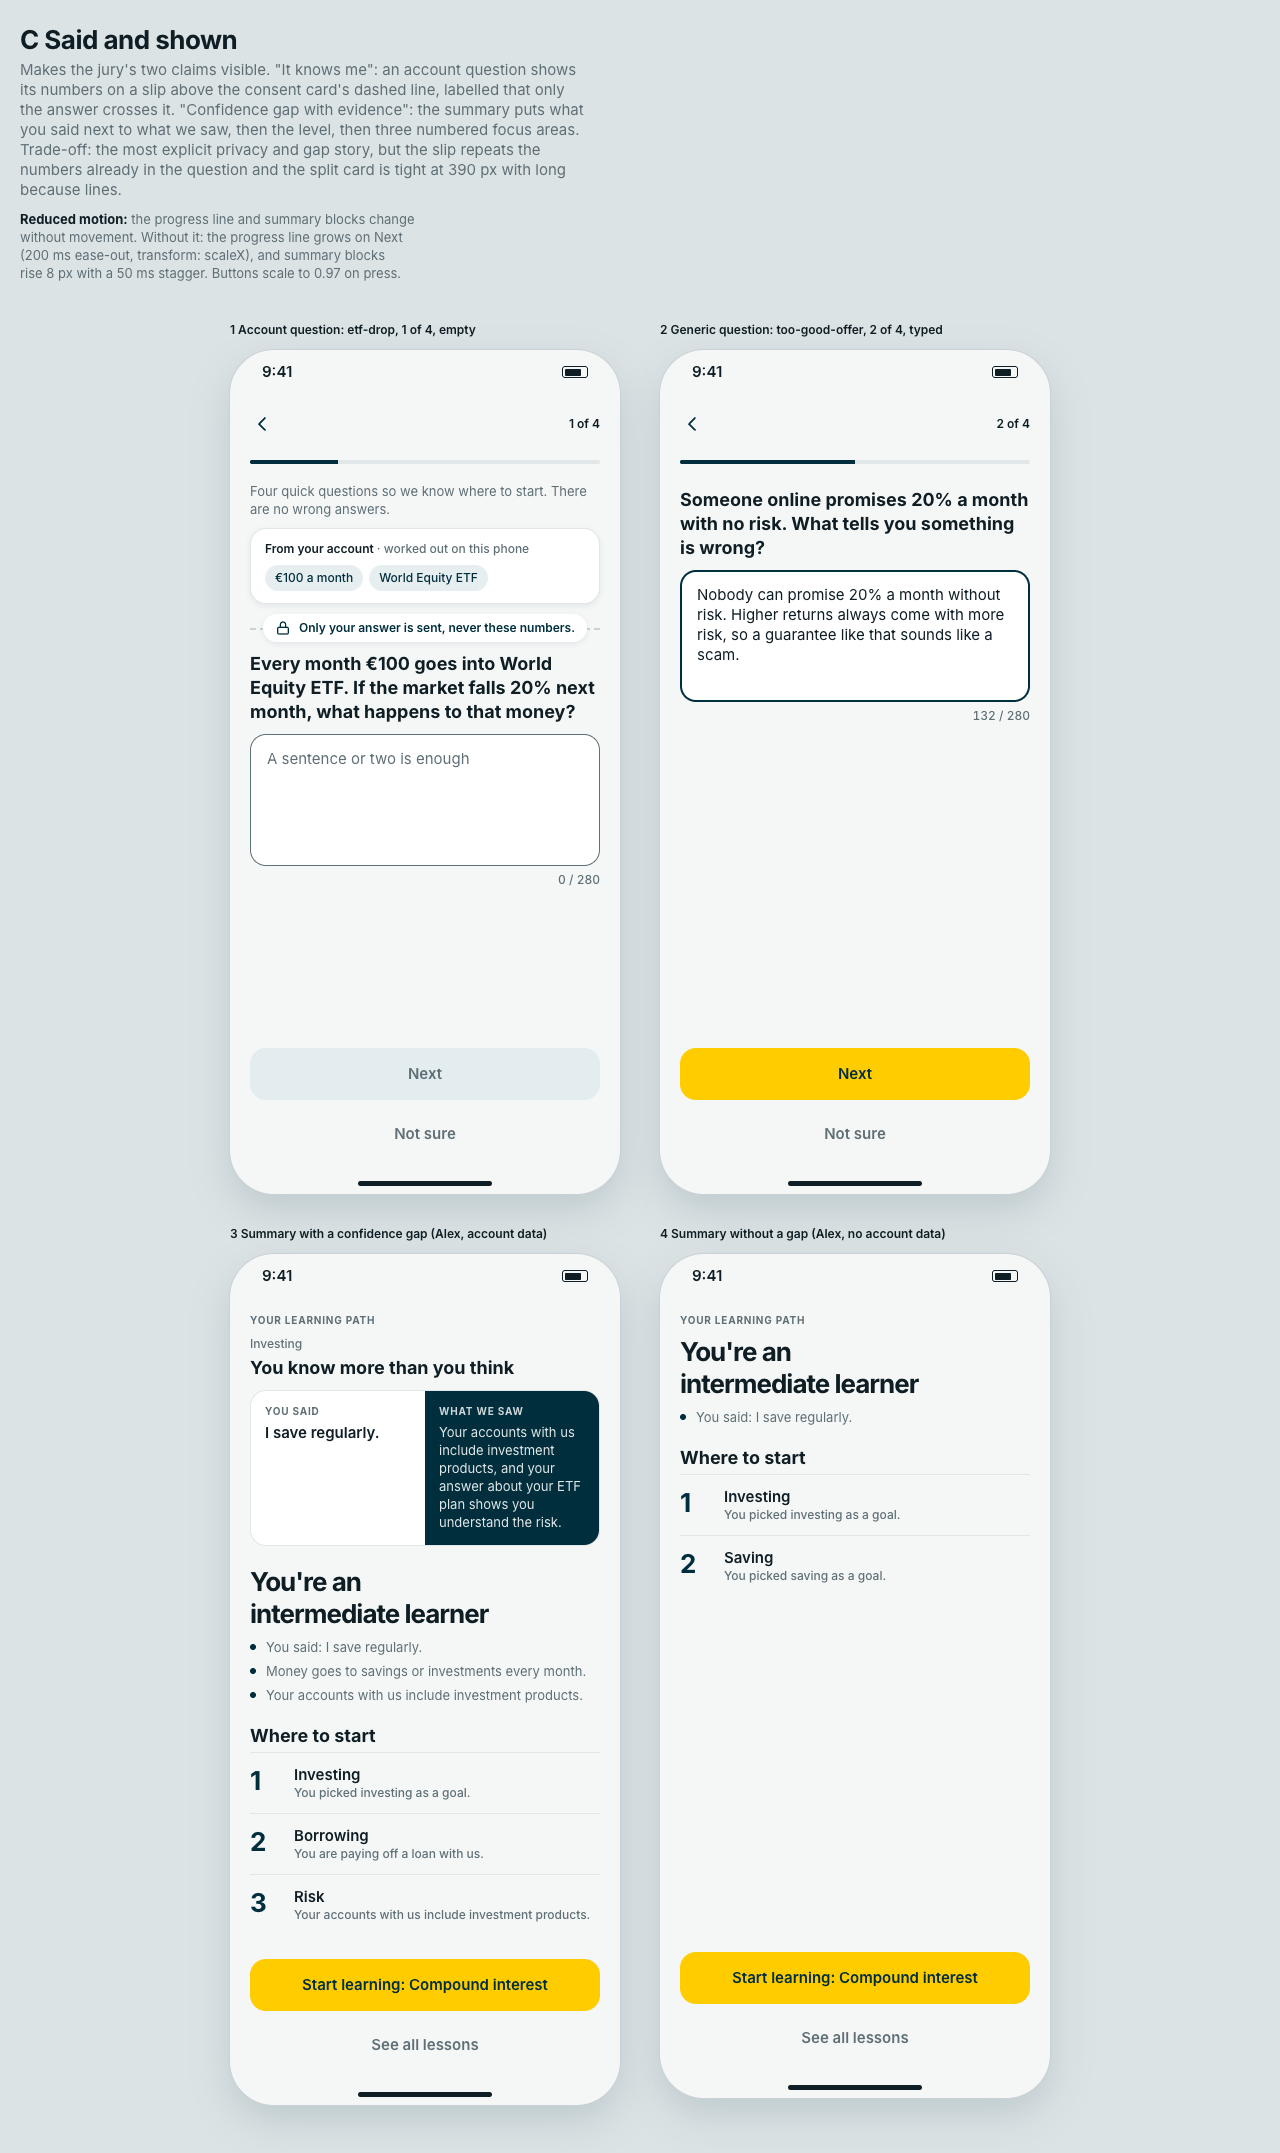 C Said and shown
Makes the jury's two claims visible. "It knows me": an account question shows
its numbers on a slip above the consent card's dashed line, labelled that only
the answer crosses it. "Confidence gap with evidence": the summary puts what
you said next to what we saw, then the level, then three numbered focus areas.
Trade-off: the most explicit privacy and gap story, but the slip repeats the
numbers already in the question and the split card is tight at 390 px with long
because lines.
Reduced motion: the progress line and summary blocks change
without movement. Without it: the progress line grows on Next
(200 ms ease-out, transform: scaleX), and summary blocks
rise 8 px with a 50 ms stagger. Buttons scale to 0.97 on press.
1 Account question: etf-drop, 1 of 4, empty
9:41
1 of 4
Four quick questions so we know where to start. There
are no wrong answers.
From your account · worked out on this phone
€100 a month
World Equity ETF
Only your answer is sent, never these numbers.
Every month €100 goes into World
Equity ETF. If the market falls 20% next
month, what happens to that money?
A sentence or two is enough
0 / 280
Next
Not sure
2 Generic question: too-good-offer, 2 of 4, typed
9:41
2 of 4
Someone online promises 20% a month
with no risk. What tells you something
is wrong?
Nobody can promise 20% a month without
risk. Higher returns always come with more
risk, so a guarantee like that sounds like a
scam.
132 / 280
Next
Not sure
3 Summary with a confidence gap (Alex, account data)
9:41
YOUR LEARNING PATH
Investing
You know more than you think
YOU SAID
I save regularly.
WHAT WE SAW
Your accounts with us
include investment
products, and your
answer about your ETF
plan shows you
understand the risk.
You're an
intermediate learner
You said: I save regularly.
Money goes to savings or investments every month.
Your accounts with us include investment products.
Where to start
1
Investing
You picked investing as a goal.
2
Borrowing
You are paying off a loan with us.
3
Risk
Your accounts with us include investment products.
Start learning: Compound interest
See all lessons
4 Summary without a gap (Alex, no account data)
9:41
YOUR LEARNING PATH
You're an
intermediate learner
You said: I save regularly.
Where to start
1
Investing
You picked investing as a goal.
2
Saving
You picked saving as a goal.
Start learning: Compound interest
See all lessons